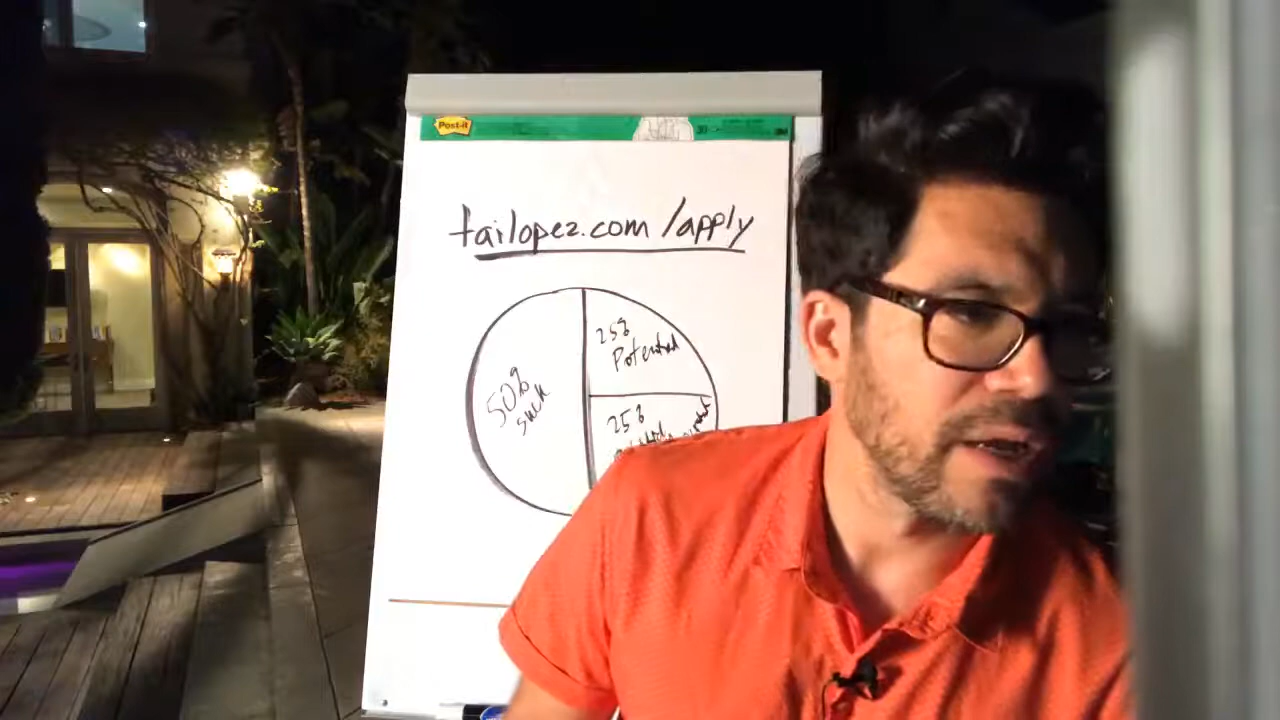 Post-it
tailopez.com/apply
25%
Potential
50%
suck
25%